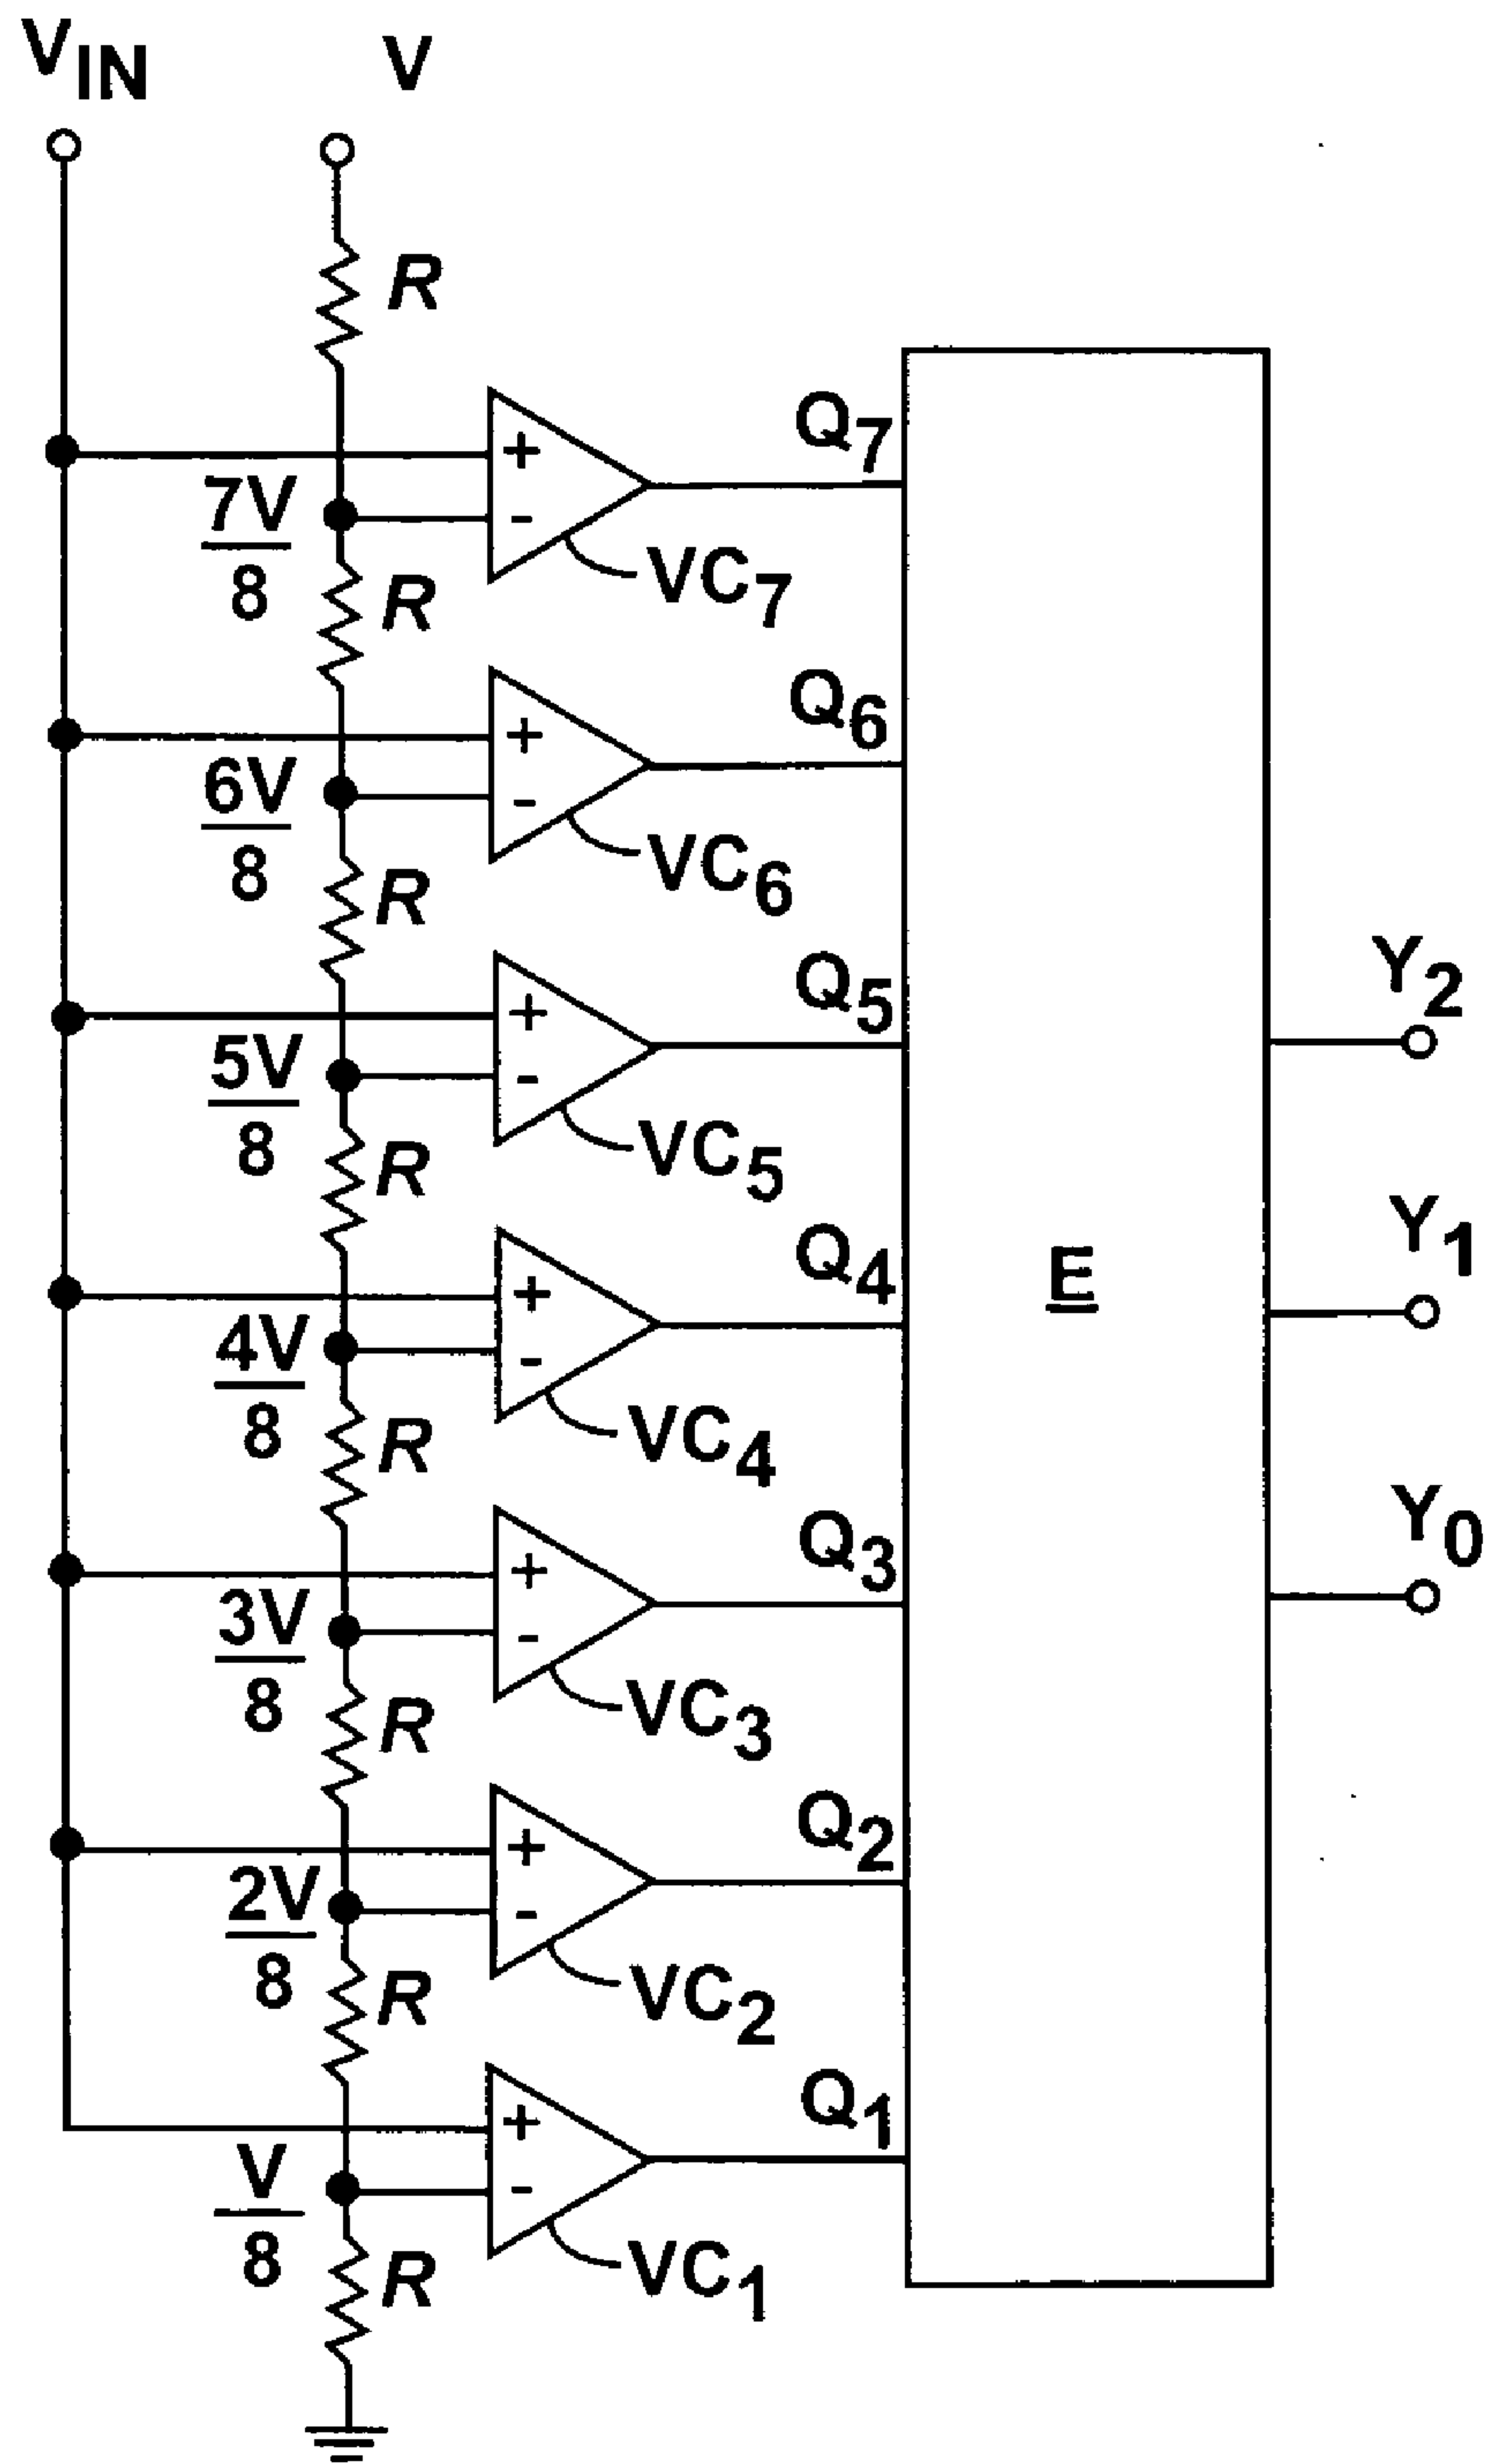 V_IN V
R
Q7
+
7V/8
-
VC7
R
Q6
+
6V/8
-
VC6
R
Q5
+
5V/8
-
VC5
R
Q4
+
E
4V/8
-
VC4
R
Q3
+
3V/8
-
VC3
R
Q2
+
2V/8
-
VC2
R
Q1
+
V/8
-
VC1
R
Y2
Y1
Y0